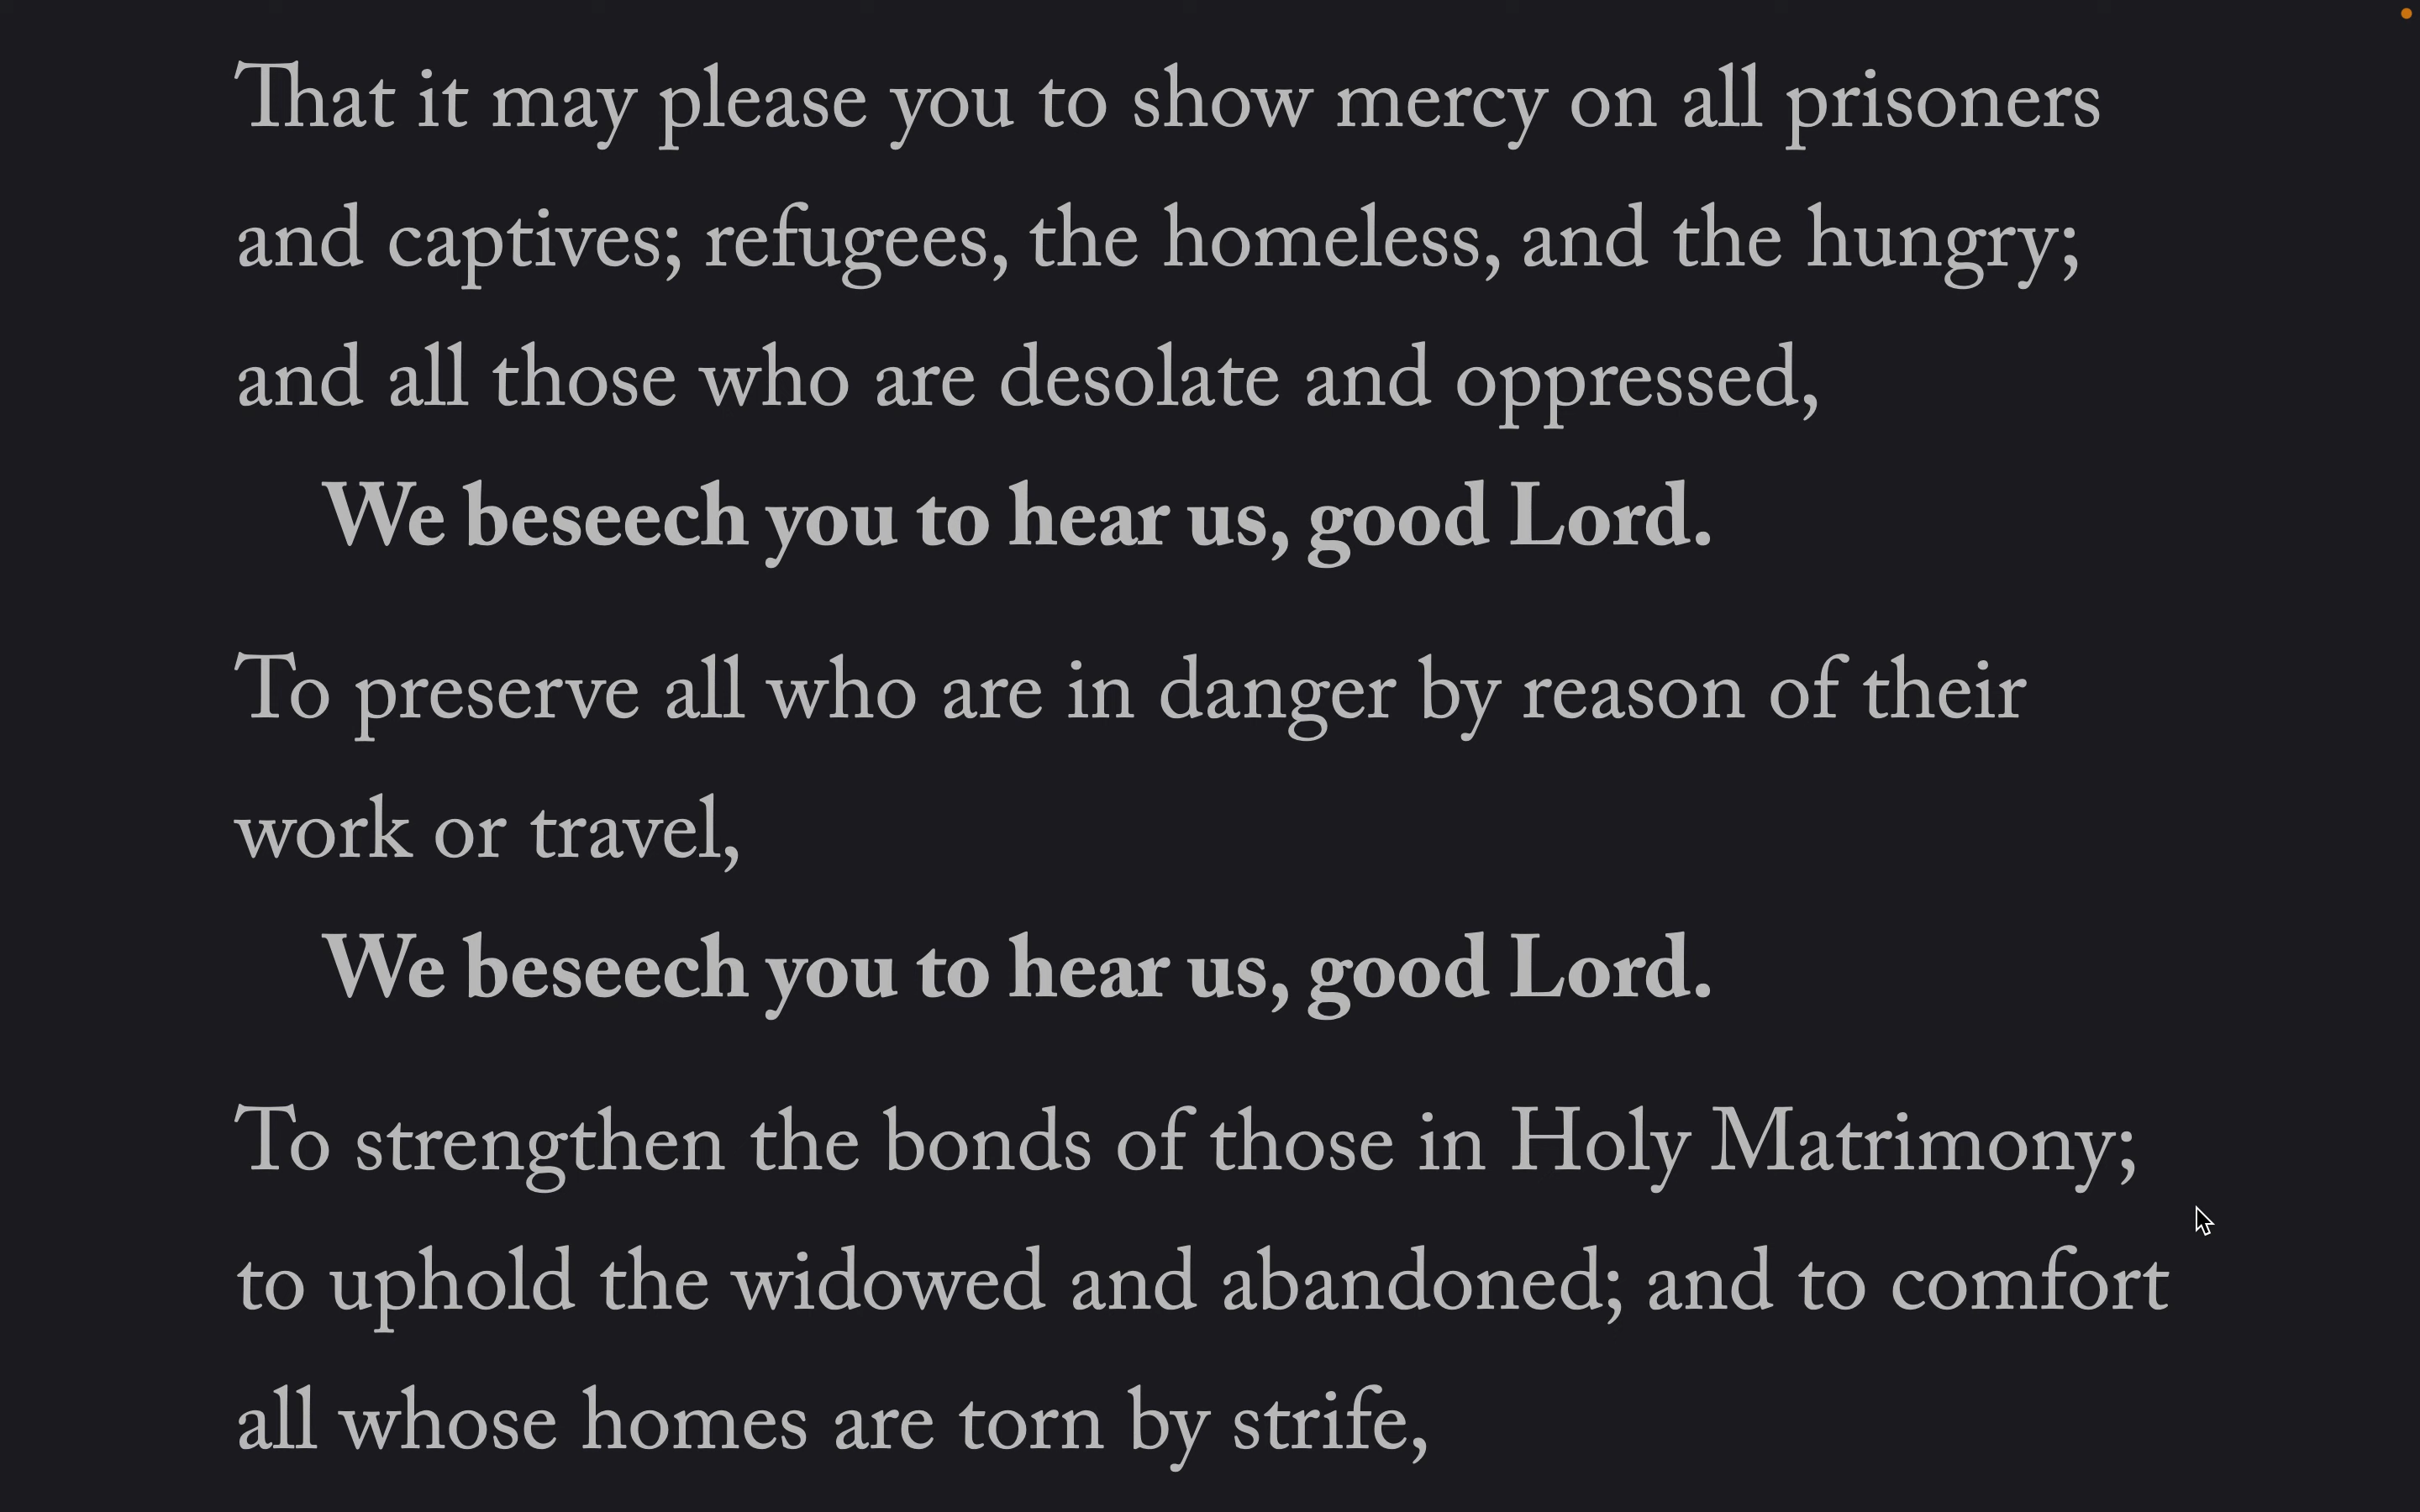 That it may please you to show mercy on all prisoners
and captives; refugees, the homeless, and the hungry;
and all those who are desolate and oppressed,
We beseech you to hear us, good Lord.
To preserve all who are in danger by reason of their
work or travel,
We beseech you to hear us, good Lord.
To strengthen the bonds of those in Holy Matrimony;
to uphold the widowed and abandoned; and to comfort
all whose homes are torn by strife,